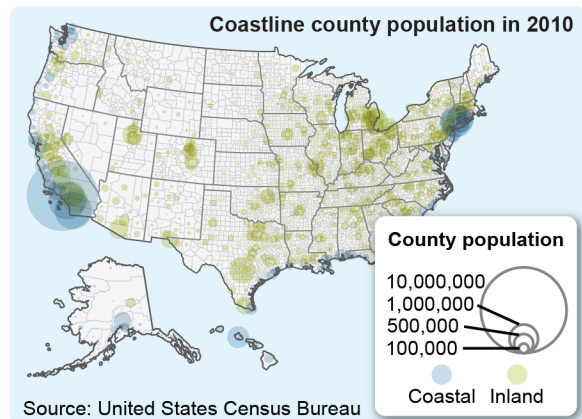 Coastline county population in 2010
County population
10,000,000
1,000,000
500,000
100,000
Coastal Inland
Source: United States Census Bureau